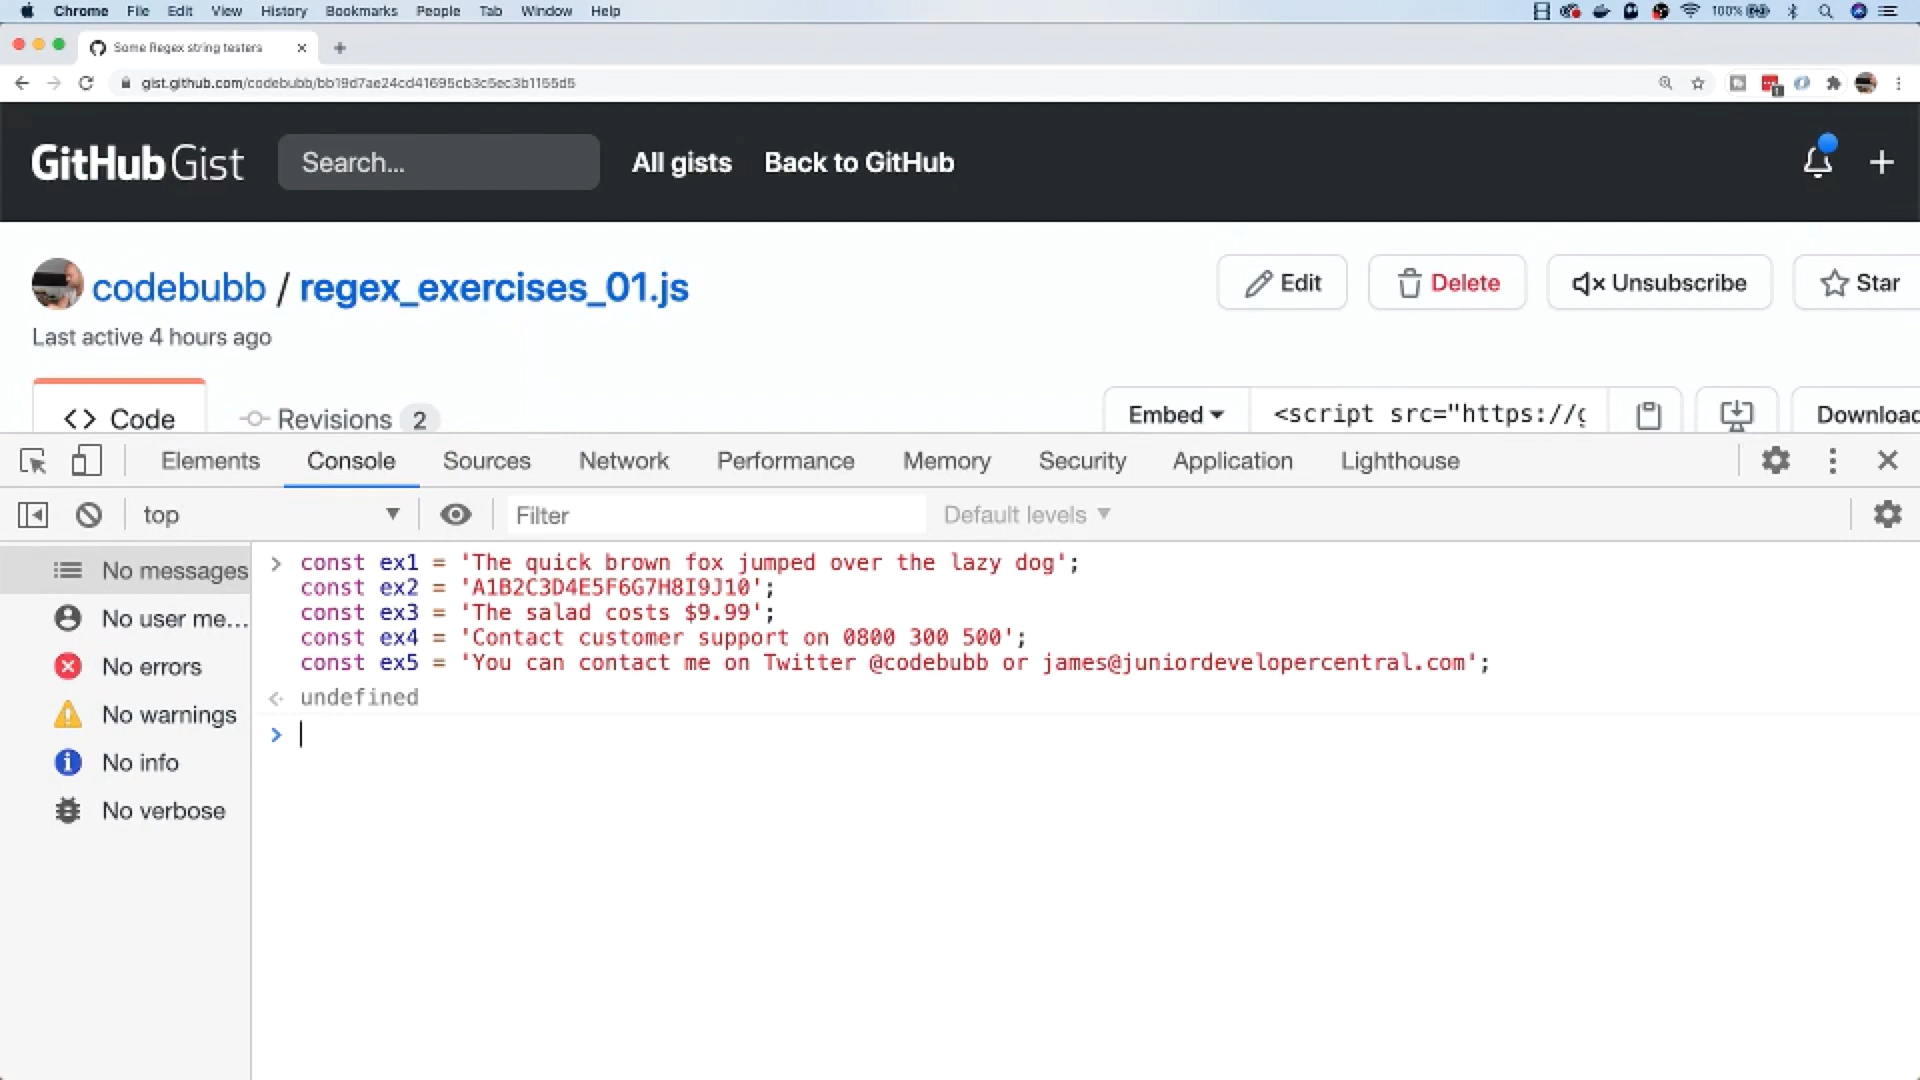 Chrome File Edit View History Bookmarks People Tab Window Help 100%
Some Regex string testers
gist.github.com/codebubb/bb19d7ae24cd41695cb3c5ec3b1155d5
GitHub Gist Search... All gists Back to GitHub
codebubb / regex_exercises_01.js Edit Delete Unsubscribe Star
Last active 4 hours ago
Code Revisions 2 Embed <script src="https://g Download
Elements Console Sources Network Performance Memory Security Application Lighthouse
top Filter Default levels
No messages
No user me...
No errors
No warnings
No info
No verbose
> const ex1 = 'The quick brown fox jumped over the lazy dog';
const ex2 = 'A1B2C3D4E5F6G7H8I9J10';
const ex3 = 'The salad costs $9.99';
const ex4 = 'Contact customer support on 0800 300 500';
const ex5 = 'You can contact me on Twitter @codebubb or james@juniordevelopercentral.com';
undefined
>